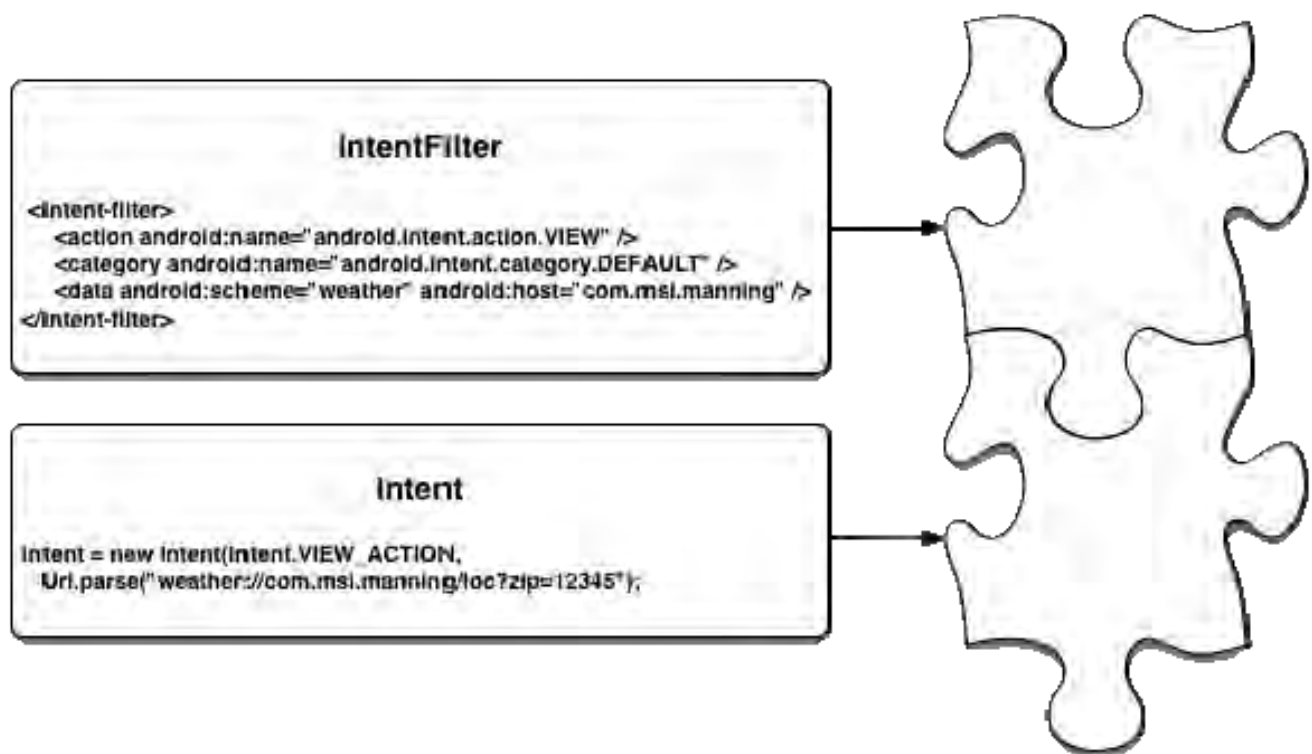 IntentFilter
<intent-filter>
<action android:name="android.intent.action.VIEW" />
<category android:name="android.intent.category.DEFAULT" />
<data android:scheme="weather" android:host="com.msi.manning" />
</intent-filter>
Intent
Intent = new Intent(Intent.VIEW_ACTION,
Uri.parse("weather://com.msi.manning/loc?zip=12345");